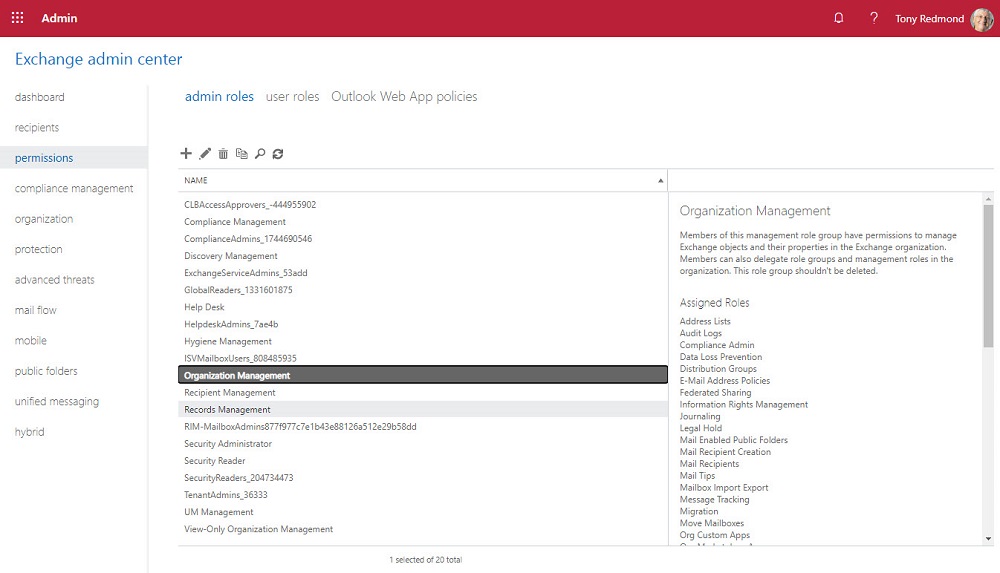 Admin
? Tony Redmond
Exchange admin center
dashboard
recipients
permissions
compliance management
organization
protection
advanced threats
mail flow
mobile
public folders
unified messaging
hybrid
admin roles user roles Outlook Web App policies
NAME
CLBAccessApprovers_-444955902
Compliance Management
ComplianceAdmins_1744690546
Discovery Management
ExchangeServiceAdmins_53add
GlobalReaders_1331601875
Help Desk
HelpdeskAdmins_7ae4b
Hygiene Management
ISVMailboxUsers_808485935
Organization Management
Recipient Management
Records Management
RIM-MailboxAdmins877f977c7e1b43e88126a512e29b58dd
Security Administrator
Security Reader
SecurityReaders_204734473
TenantAdmins_36333
UM Management
View-Only Organization Management
1 selected of 20 total
Organization Management
Members of this management role group have permissions to manage
Exchange objects and their properties in the Exchange organization.
Members can also delegate role groups and management roles in the
organization. This role group shouldn't be deleted.
Assigned Roles
Address Lists
Audit Logs
Compliance Admin
Data Loss Prevention
Distribution Groups
E-Mail Address Policies
Federated Sharing
Information Rights Management
Journaling
Legal Hold
Mail Enabled Public Folders
Mail Recipient Creation
Mail Recipients
Mail Tips
Mailbox Import Export
Message Tracking
Migration
Move Mailboxes
Org Custom Apps